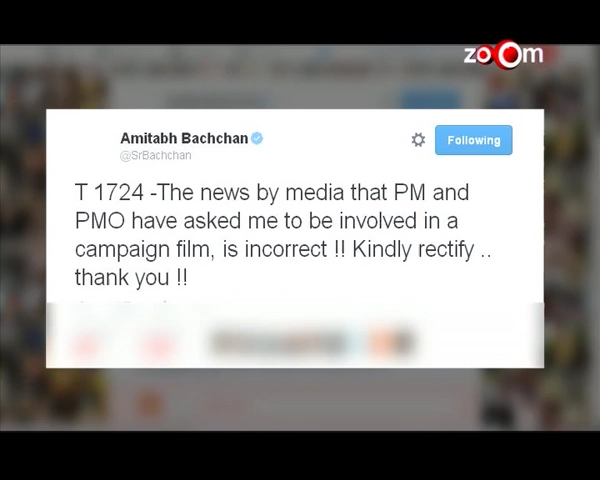 zoOm
Amitabh Bachchan
@SrBachchan
Following
T 1724 -The news by media that PM and
PMO have asked me to be involved in a
campaign film, is incorrect !! Kindly rectify ..
thank you !!